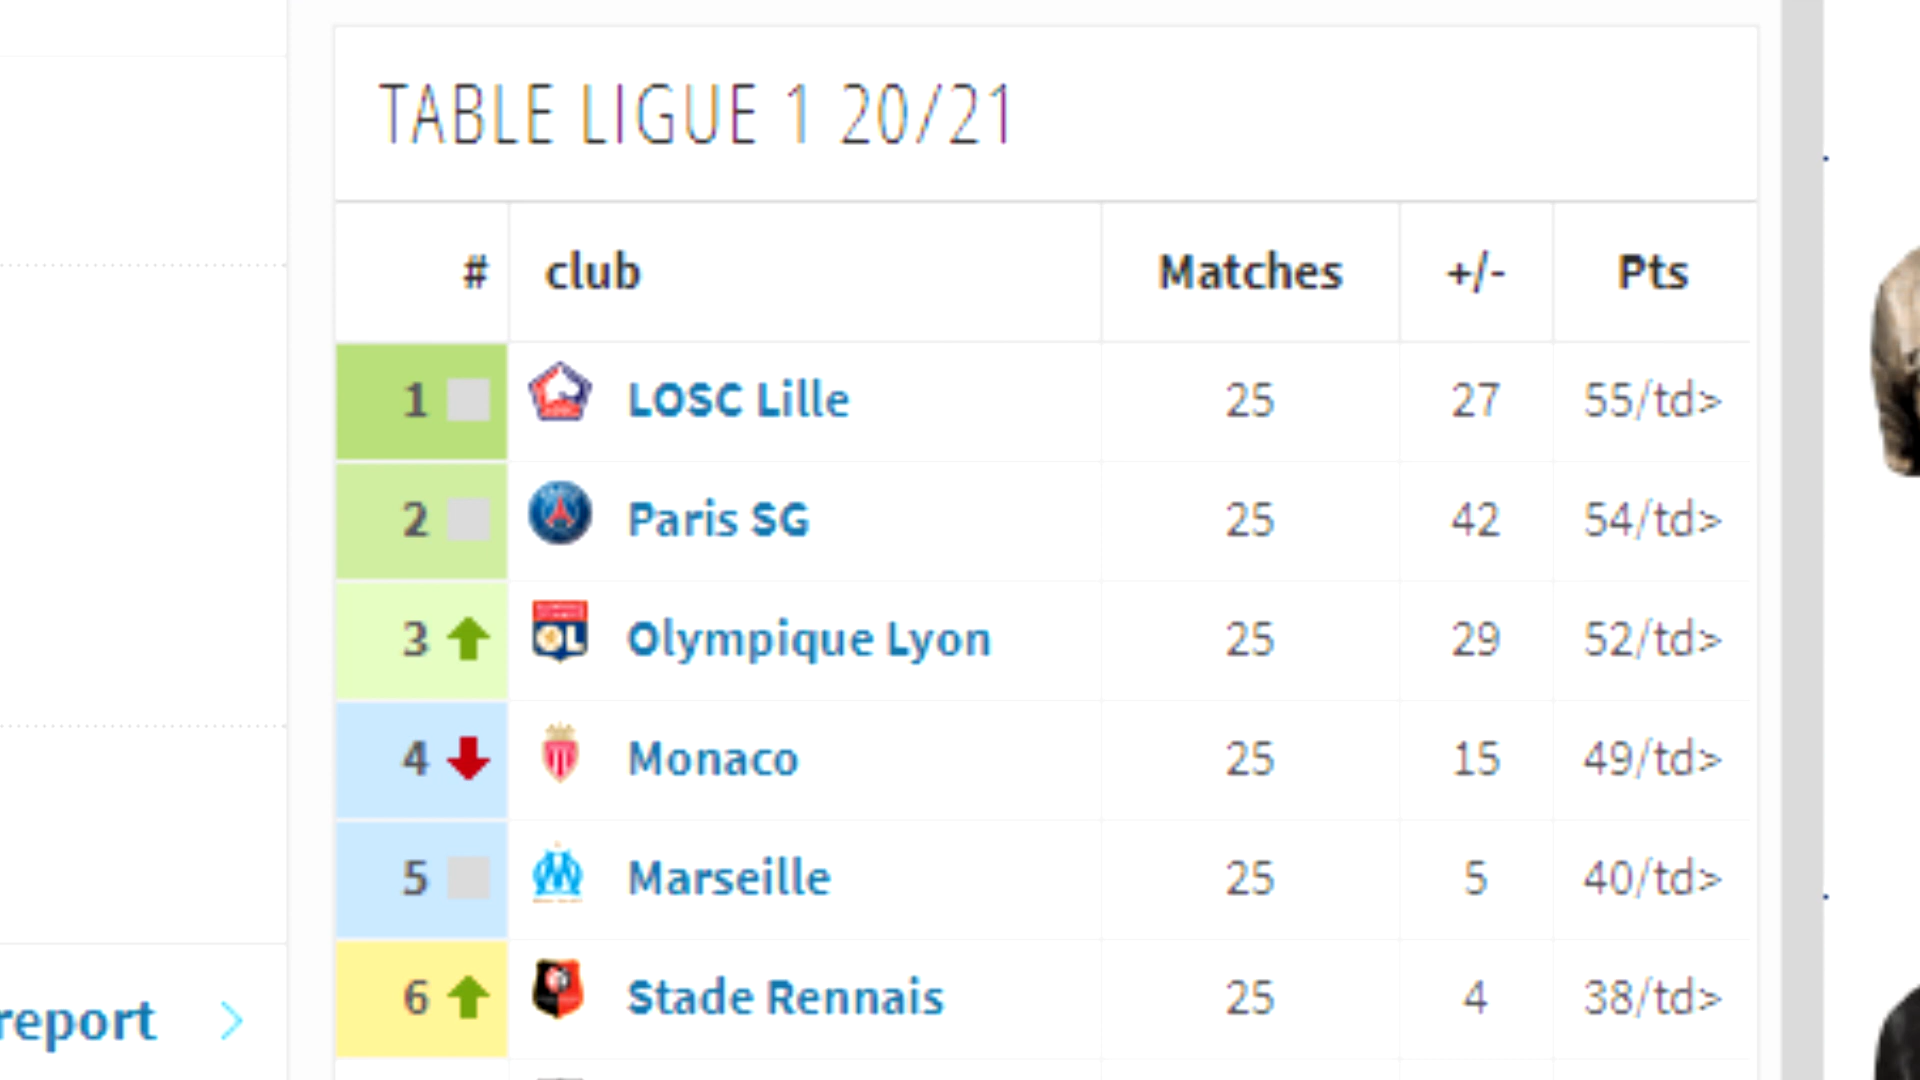 TABLE LIGUE 1 20/21
# club Matches +/- Pts
1 LOSC Lille 25 27 55/td>
2 Paris SG 25 42 54/td>
3 OL Olympique Lyon 25 29 52/td>
4 Monaco 25 15 49/td>
5 Marseille 25 5 40/td>
6 Stade Rennais 25 4 38/td>
report